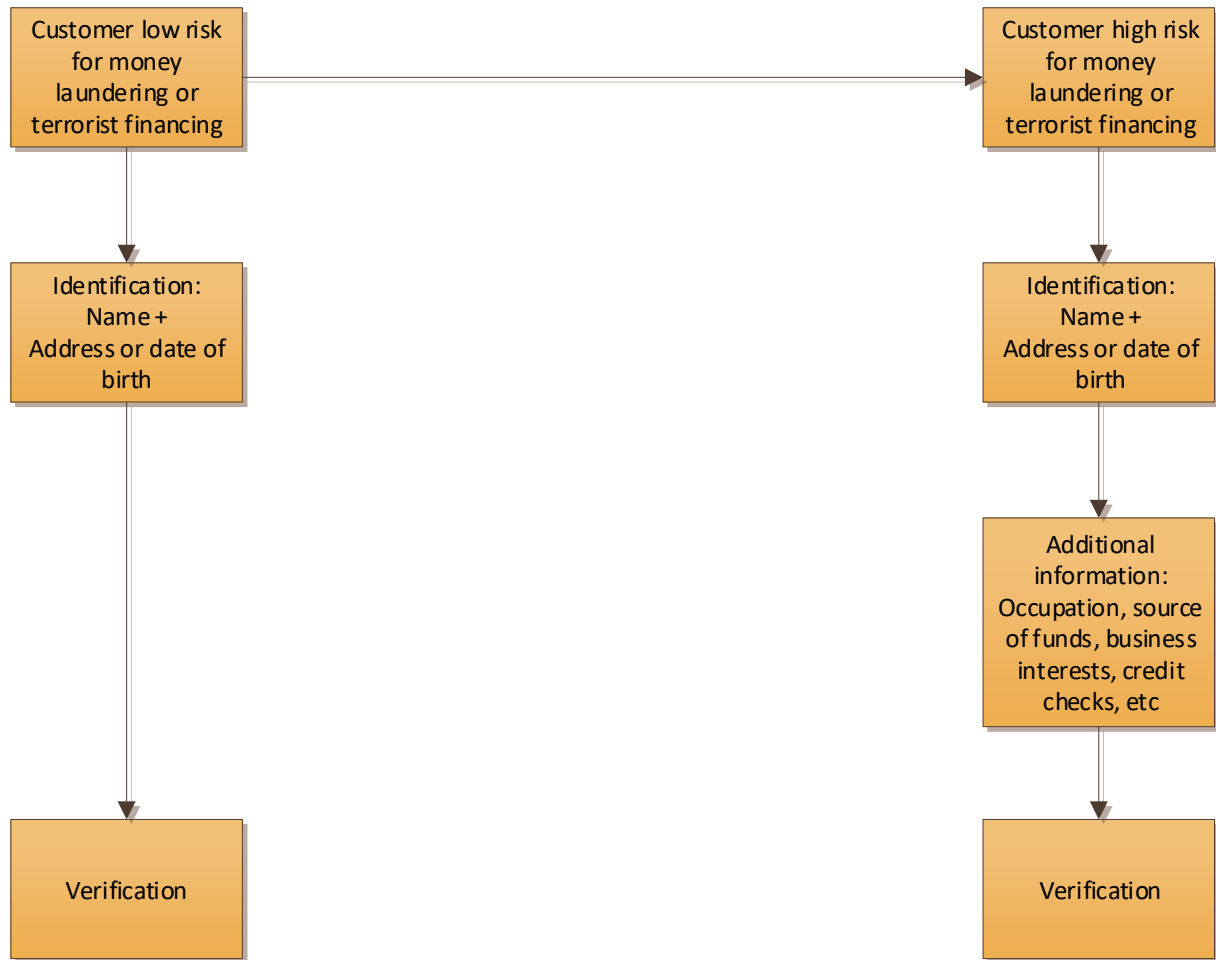 Customer low risk
for money
laundering or
terrorist financing
Customer high risk
for money
laundering or
terrorist financing
Identification:
Name +
Address or date of
birth
Identification:
Name +
Address or date of
birth
Additional
information:
Occupation, source
of funds, business
interests, credit
checks, etc
Verification
Verification